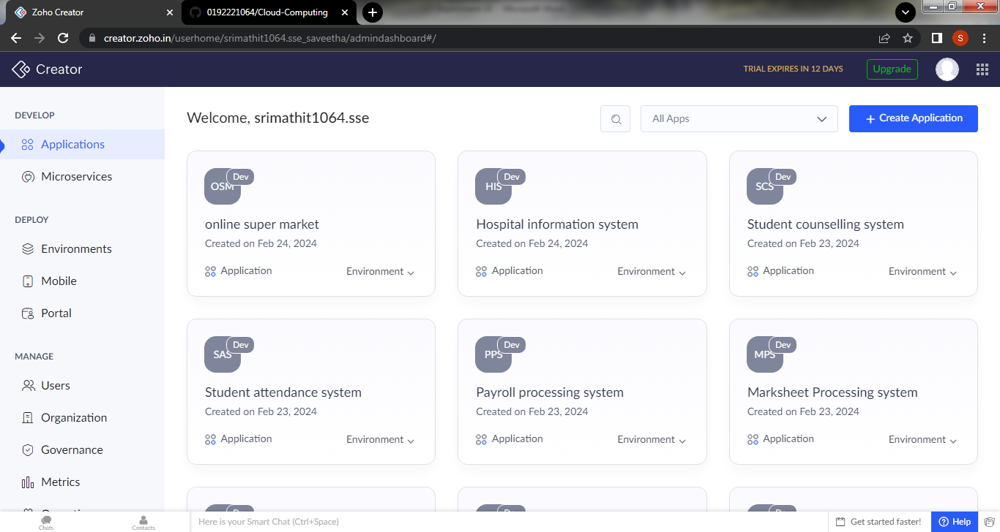 Zoho Creator
0192221064/Cloud-Computing
creator.zoho.in/userhome/srimathit1064.sse_saveetha/admindashboard#/
S
Creator
TRIAL EXPIRES IN 12 DAYS
Upgrade
DEVELOP
Applications
Microservices
DEPLOY
Environments
Mobile
Portal
MANAGE
Users
Organization
Governance
Metrics
Welcome, srimathit1064.sse
All Apps
+ Create Application
OSM
Dev
online super market
Created on Feb 24, 2024
Application
Environment
HIS
Dev
Hospital information system
Created on Feb 24, 2024
Application
Environment
SCS
Dev
Student counselling system
Created on Feb 23, 2024
Application
Environment
SAS
Dev
Student attendance system
Created on Feb 23, 2024
Application
Environment
PPS
Dev
Payroll processing system
Created on Feb 23, 2024
Application
Environment
MPS
Dev
Marksheet Processing system
Created on Feb 23, 2024
Application
Environment
Dev
Dev
Dev
Chats
Contacts
Here is your Smart Chat (Ctrl+Space)
Get started faster!
Help